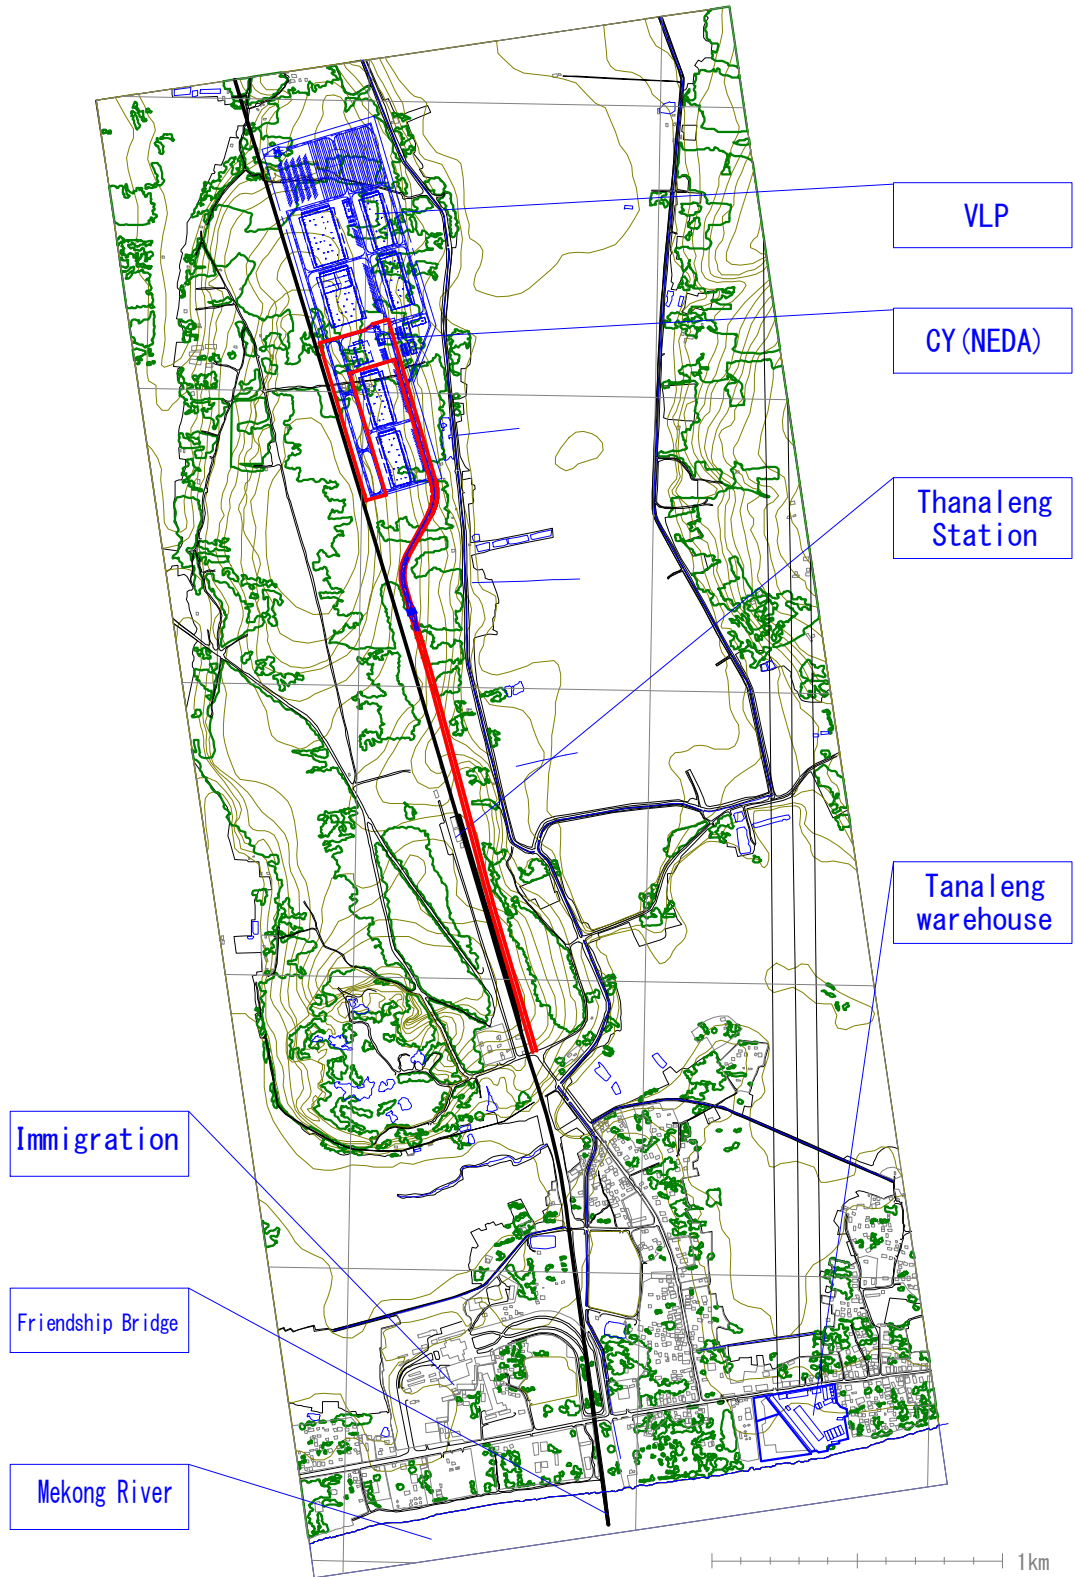 VLP
CY(NEDA)
Thanaleng
Station
Tanaleng
warehouse
Immigration
Friendship Bridge
Mekong River
1km